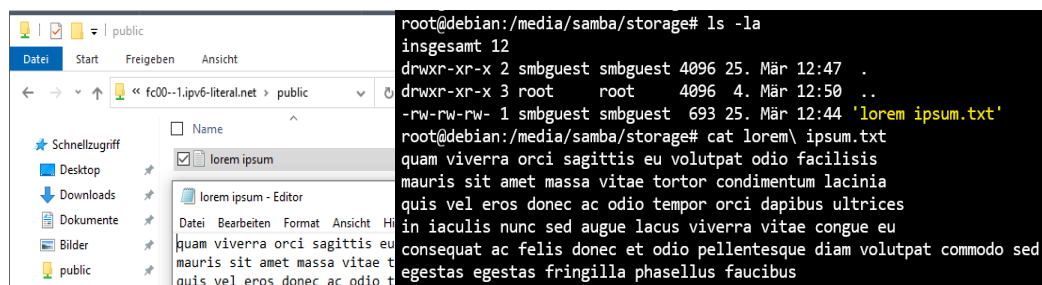 public
Datei Start Freigeben Ansicht
« fc00--1.ipv6-literal.net › public
Name
Schnellzugriff
Desktop
Downloads
Dokumente
Bilder
public
lorem ipsum
lorem ipsum - Editor
Datei Bearbeiten Format Ansicht Hi
quam viverra orci sagittis eu
mauris sit amet massa vitae t
quis vel eros donec ac odio t
root@debian:/media/samba/storage# ls -la
insgesamt 12
drwxr-xr-x 2 smbguest smbguest 4096 25. Mär 12:47 .
drwxr-xr-x 3 root root 4096 4. Mär 12:50 ..
-rw-rw-rw- 1 smbguest smbguest 693 25. Mär 12:44 'lorem ipsum.txt'
root@debian:/media/samba/storage# cat lorem\ ipsum.txt
quam viverra orci sagittis eu volutpat odio facilisis
mauris sit amet massa vitae tortor condimentum lacinia
quis vel eros donec ac odio tempor orci dapibus ultrices
in iaculis nunc sed augue lacus viverra vitae congue eu
consequat ac felis donec et odio pellentesque diam volutpat commodo sed
egestas egestas fringilla phasellus faucibus